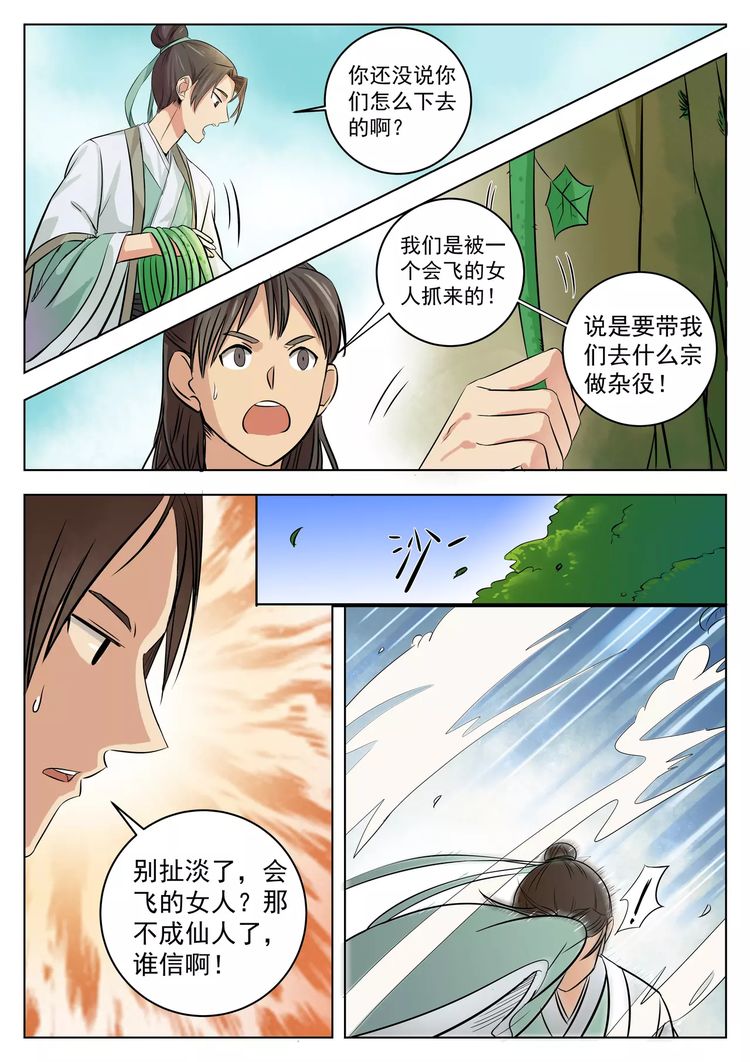 你还没说你
们怎么下去
的啊？
我们是被一
个会飞的女
人抓来的！
说是要带我
们去什么宗
做杂役！
沙
别扯淡了，会
飞的女人？那
不成仙人了，
谁信啊！
！